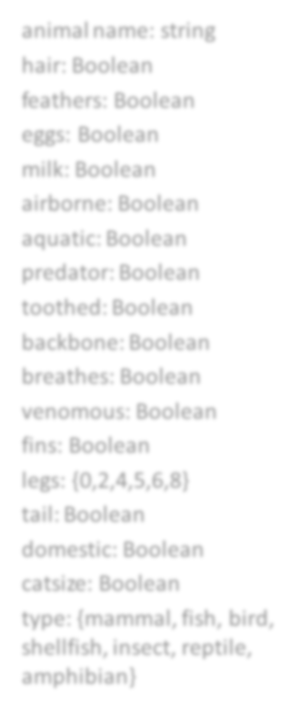 animal name: string
hair: Boolean
feathers: Boolean
eggs: Boolean
milk: Boolean
airborne: Boolean
aquatic: Boolean
predator: Boolean
toothed: Boolean
backbone: Boolean
breathes: Boolean
venomous: Boolean
fins: Boolean
legs: {0,2,4,5,6,8}
tail: Boolean
domestic: Boolean
catsize: Boolean
type: {mammal, fish, bird,
shellfish, insect, reptile,
amphibian}